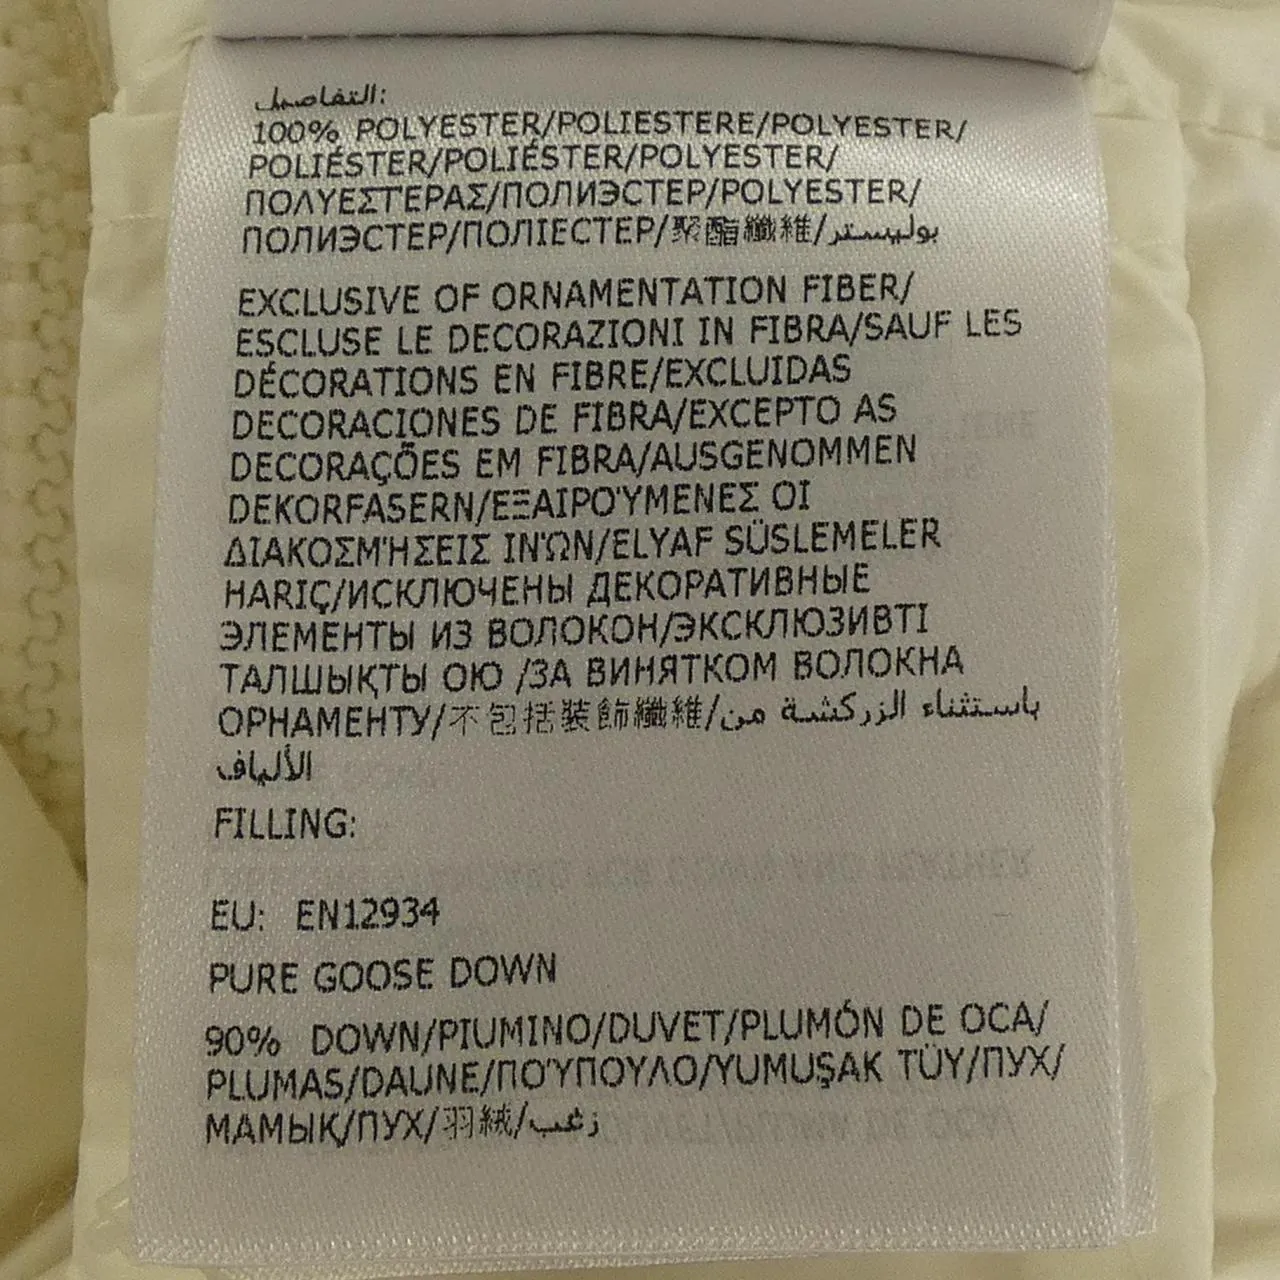 التفاصيل:
100% POLYESTER/POLIESTERE/POLYESTER/
POLIÉSTER/POLIÉSTER/POLYESTER/
ΠΟΛΥΕΣΤΕΡΑΣ/ПОЛИЭСТЕР/POLYESTER/
ПОЛИЭСТЕР/ПОЛІЕСТЕР/聚酯纖維/بوليستر
EXCLUSIVE OF ORNAMENTATION FIBER/
ESCLUSE LE DECORAZIONI IN FIBRA/SAUF LES
DÉCORATIONS EN FIBRE/EXCLUIDAS
DECORACIONES DE FIBRA/EXCEPTO AS
DECORAÇÕES EM FIBRA/AUSGENOMMEN
DEKORFASERN/ΕΞΑΙΡΟΎΜΕΝΕΣ ΟΙ
ΔΙΑΚΟΣΜΉΣΕΙΣ ΙΝΏΝ/ELYAF SÜSLEMELER
HARIÇ/ИСКЛЮЧЕНЫ ДЕКОРАТИВНЫЕ
ЭЛЕМЕНТЫ ИЗ ВОЛОКОН/ЭКСКЛЮЗИВТІ
ТАЛШЫҚТЫ ОЮ /ЗА ВИНЯТКОМ ВОЛОКНА
ОРНАМЕНТУ/不包括裝飾纖維/باستثناء الزركشة من
الألياف
FILLING:
EU: EN12934
PURE GOOSE DOWN
90% DOWN/PIUMINO/DUVET/PLUMÓN DE OCA/
PLUMAS/DAUNE/ΠΟΎΠΟΥΛΟ/YUMUŞAK TÜY/ПУХ/
МАМЫҚ/ПУХ/羽絨/زغب